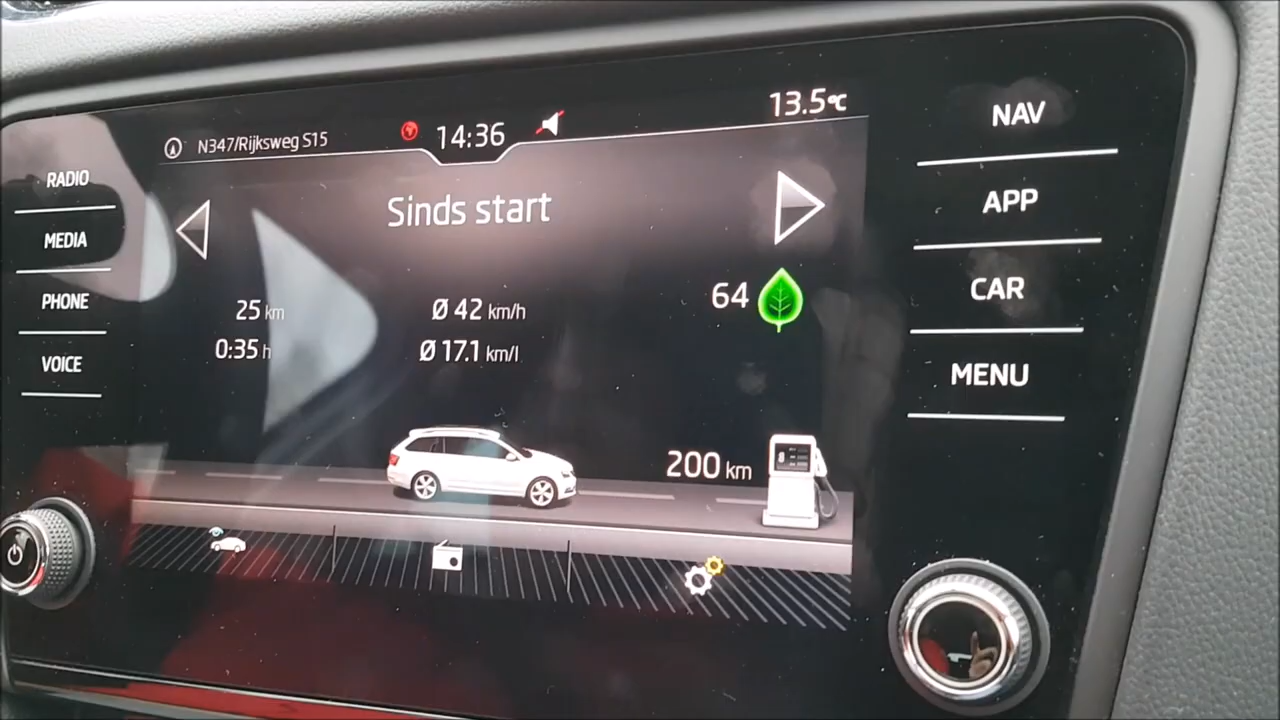 N347/Rijksweg S15
14:36
13.5°C
Sinds start
25 km
Ø 42 km/h
64
0:35 h
Ø 17.1 km/l
200 km
RADIO
MEDIA
PHONE
VOICE
NAV
APP
CAR
MENU